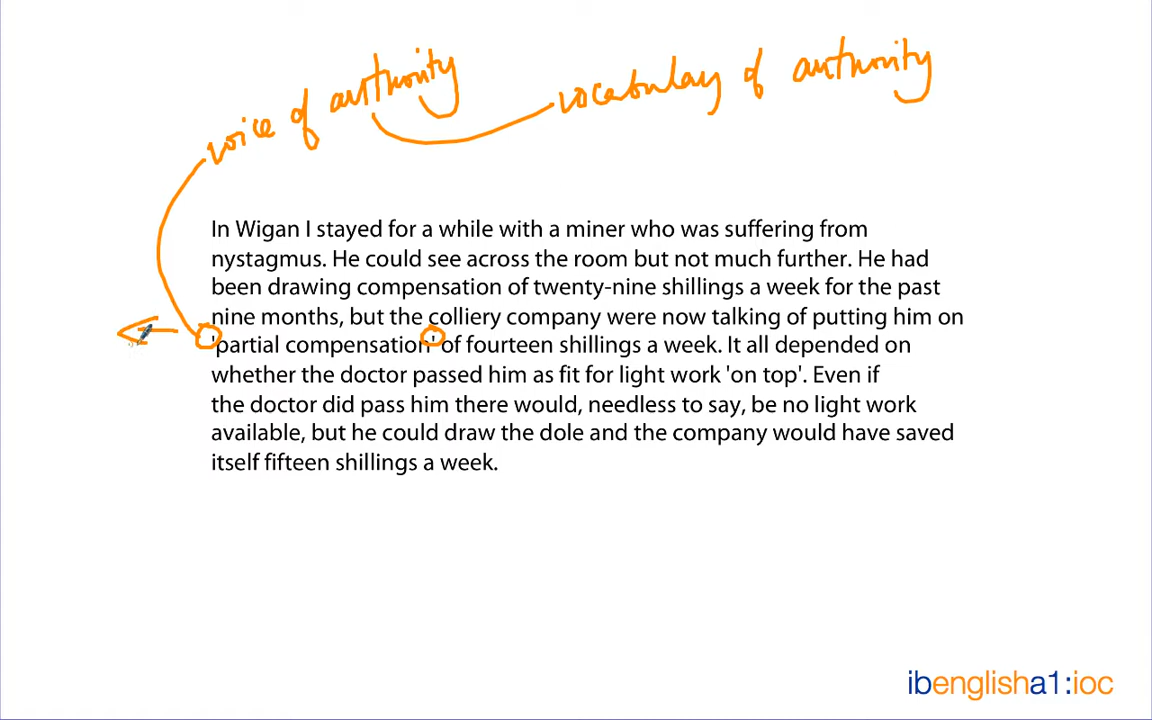 voice of authority
vocabulary of authority
In Wigan I stayed for a while with a miner who was suffering from
nystagmus. He could see across the room but not much further. He had
been drawing compensation of twenty-nine shillings a week for the past
nine months, but the colliery company were now talking of putting him on
'partial compensation' of fourteen shillings a week. It all depended on
whether the doctor passed him as fit for light work 'on top'. Even if
the doctor did pass him there would, needless to say, be no light work
available, but he could draw the dole and the company would have saved
itself fifteen shillings a week.
ibenglisha1:ioc